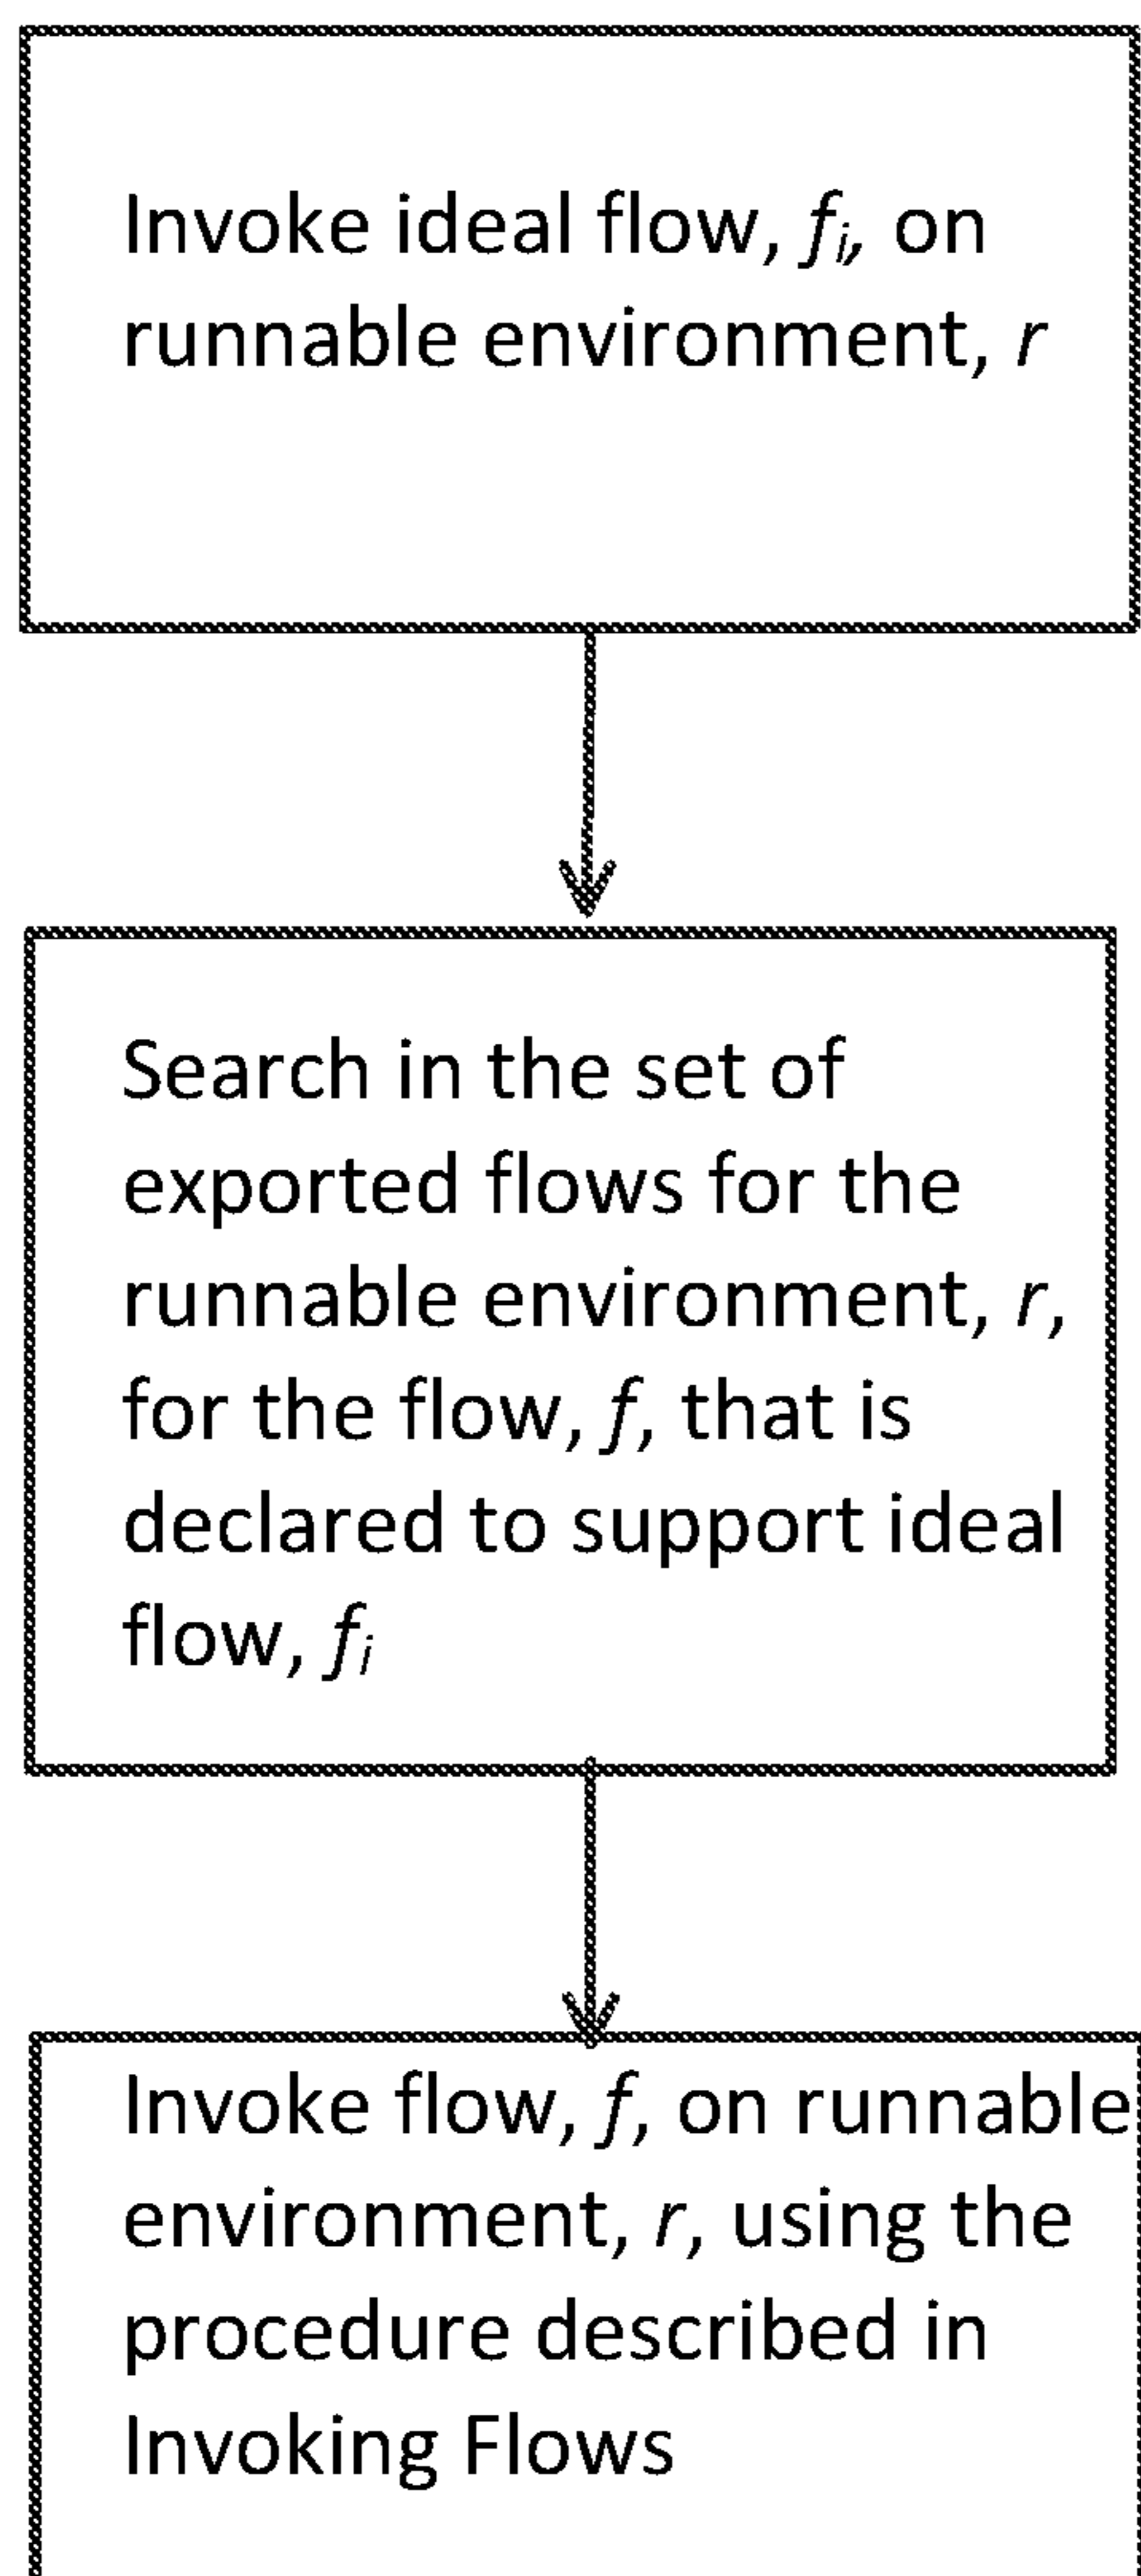 Invoke ideal flow, fi, on
runnable environment, r
Search in the set of
exported flows for the
runnable environment, r,
for the flow, f, that is
declared to support ideal
flow, fi
Invoke flow, f, on runnable
environment, r, using the
procedure described in
Invoking Flows